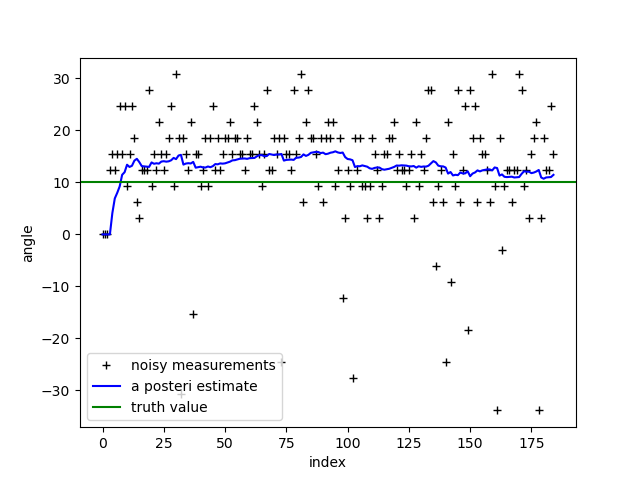 30
20
10
0
−10
−20
−30
angle
noisy measurements
a posteri estimate
truth value
0 25 50 75 100 125 150 175
index